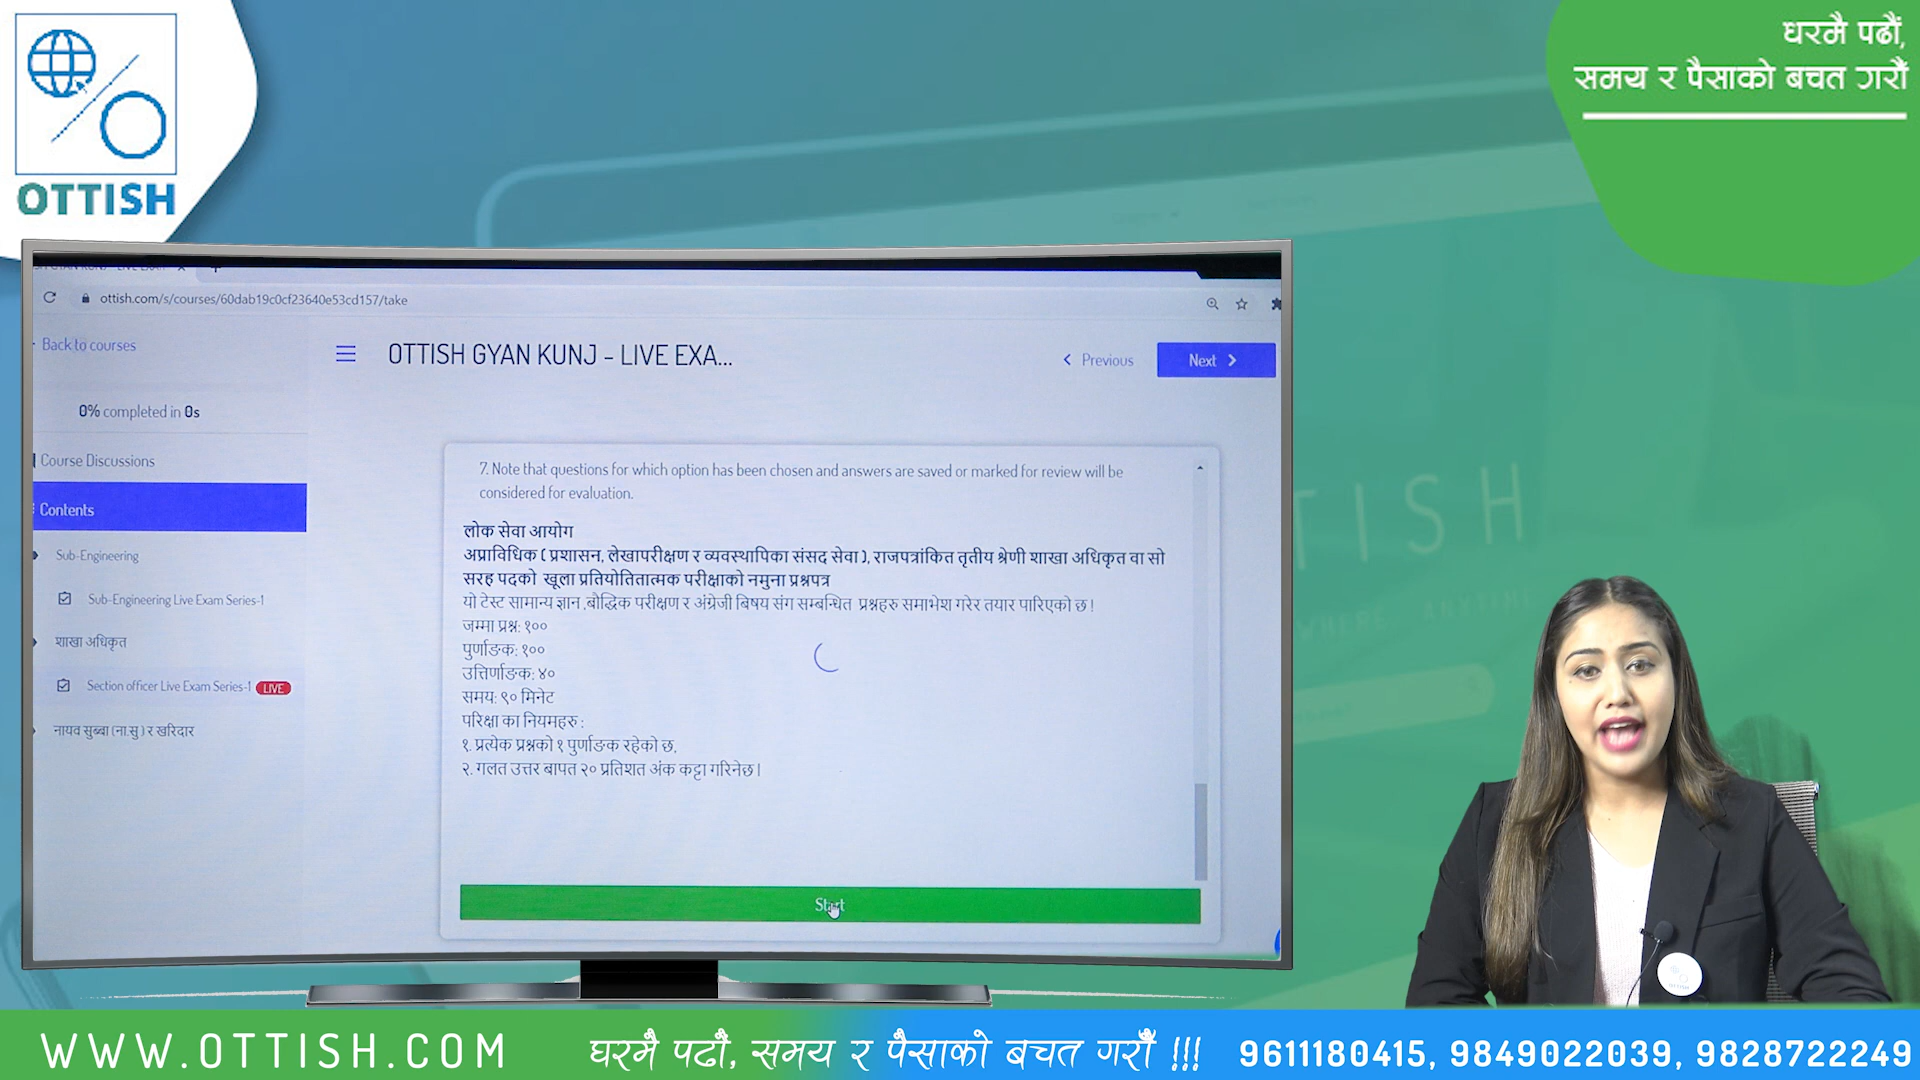 OTTISH
घरमै पढौं,
समय र पैसाको बचत गरौं
ottish.com/s/courses/60dab19c0cf23640e53cd157/take
Back to courses
OTTISH GYAN KUNJ - LIVE EXA...
Previous
Next
0% completed in 0s
Course Discussions
Contents
Sub-Engineering
Sub-Engineering Live Exam Series-1
शाखा अधिकृत
Section officer Live Exam Series-1 LIVE
नायव सुब्बा (ना.सु) र खरिदार
7. Note that questions for which option has been chosen and answers are saved or marked for review will be
considered for evaluation.
लोक सेवा आयोग
अप्राविधिक ( प्रशासन, लेखापरीक्षण र व्यवस्थापिका संसद सेवा ), राजपत्रांकित तृतीय श्रेणी शाखा अधिकृत वा सो
सरह पदको खूला प्रतियोतितात्मक परीक्षाको नमुना प्रश्नपत्र
यो टेस्ट सामान्य ज्ञान ,बौद्धिक परीक्षण र अंग्रेजी बिषय संग सम्बन्धित प्रश्नहरु समाभेश गरेर तयार पारिएको छ !
जम्मा प्रश्न: १००
पुर्णाङक: १००
उत्तिर्णाङक: ४०
समय: ९० मिनेट
परिक्षा का नियमहरु :
१. प्रत्येक प्रश्नको १ पुर्णाङक रहेको छ,
२. गलत उत्तर बापत २० प्रतिशत अंक कट्टा गरिनेछ ।
Start
TISH
WWW.OTTISH.COM
घरमै पढौं, समय र पैसाको बचत गरौं !!!
9611180415, 9849022039, 9828722249